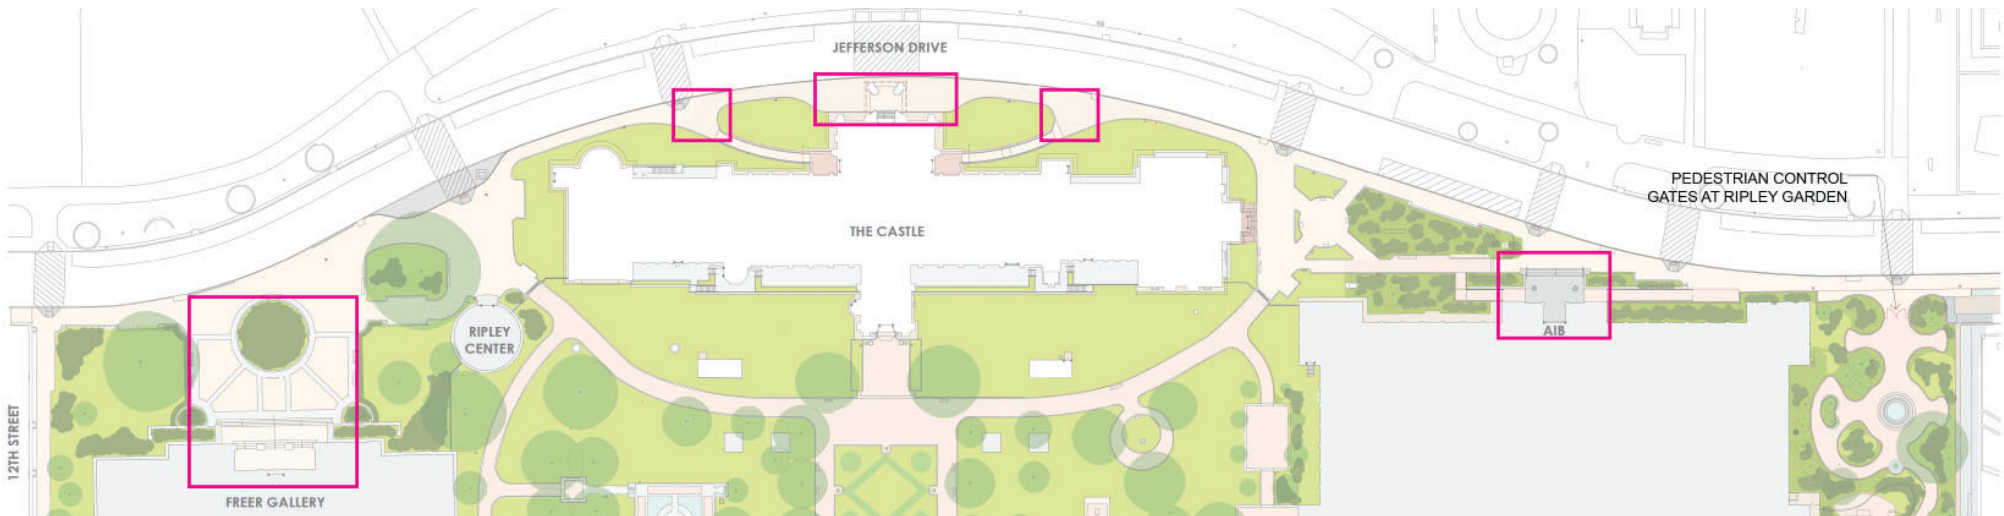 JEFFERSON DRIVE
PEDESTRIAN CONTROL
GATES AT RIPLEY GARDEN
THE CASTLE
RIPLEY
CENTER
AIB
12TH STREET
FREER GALLERY